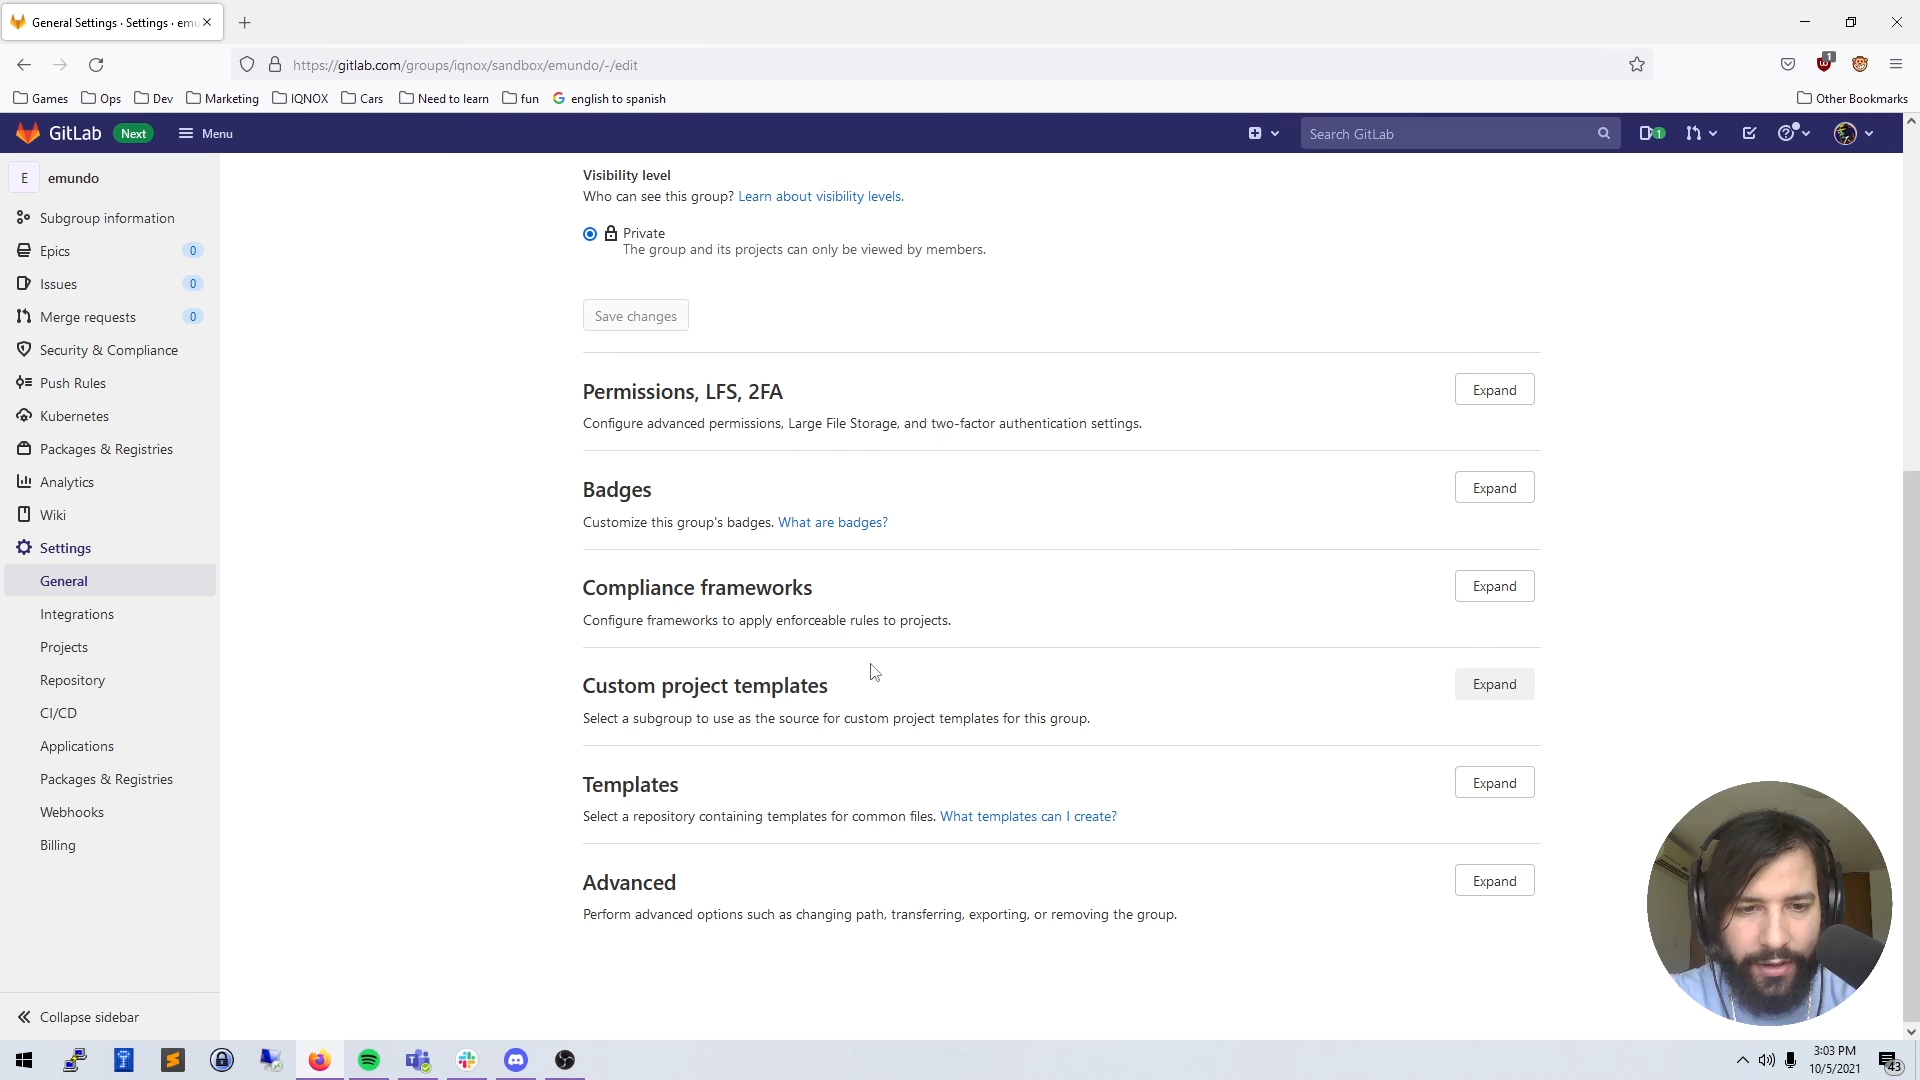 General Settings · Settings · emu
https://gitlab.com/groups/iqnox/sandbox/emundo/-/edit
1
Games
Ops
Dev
Marketing
IQNOX
Cars
Need to learn
fun
english to spanish
Other Bookmarks
GitLab
Next
Menu
Search GitLab
1
E
emundo
Subgroup information
Epics
0
Issues
0
Merge requests
0
Security & Compliance
Push Rules
Kubernetes
Packages & Registries
Analytics
Wiki
Settings
General
Integrations
Projects
Repository
CI/CD
Applications
Packages & Registries
Webhooks
Billing
Collapse sidebar
Visibility level
Who can see this group? Learn about visibility levels.
Private
The group and its projects can only be viewed by members.
Save changes
Permissions, LFS, 2FA
Expand
Configure advanced permissions, Large File Storage, and two-factor authentication settings.
Badges
Expand
Customize this group's badges. What are badges?
Compliance frameworks
Expand
Configure frameworks to apply enforceable rules to projects.
Custom project templates
Expand
Select a subgroup to use as the source for custom project templates for this group.
Templates
Expand
Select a repository containing templates for common files. What templates can I create?
Advanced
Expand
Perform advanced options such as changing path, transferring, exporting, or removing the group.
3:03 PM
10/5/2021
43